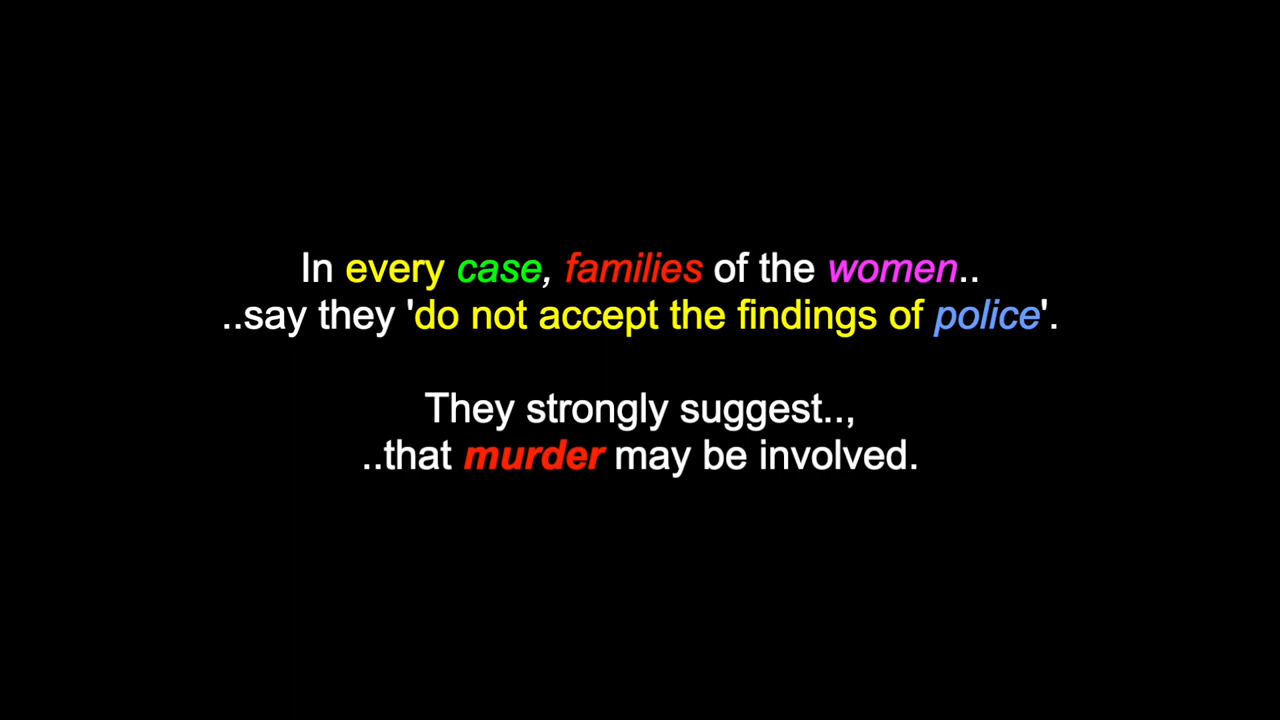 In every case, families of the women..
..say they 'do not accept the findings of police'.
They strongly suggest..,
..that murder may be involved.